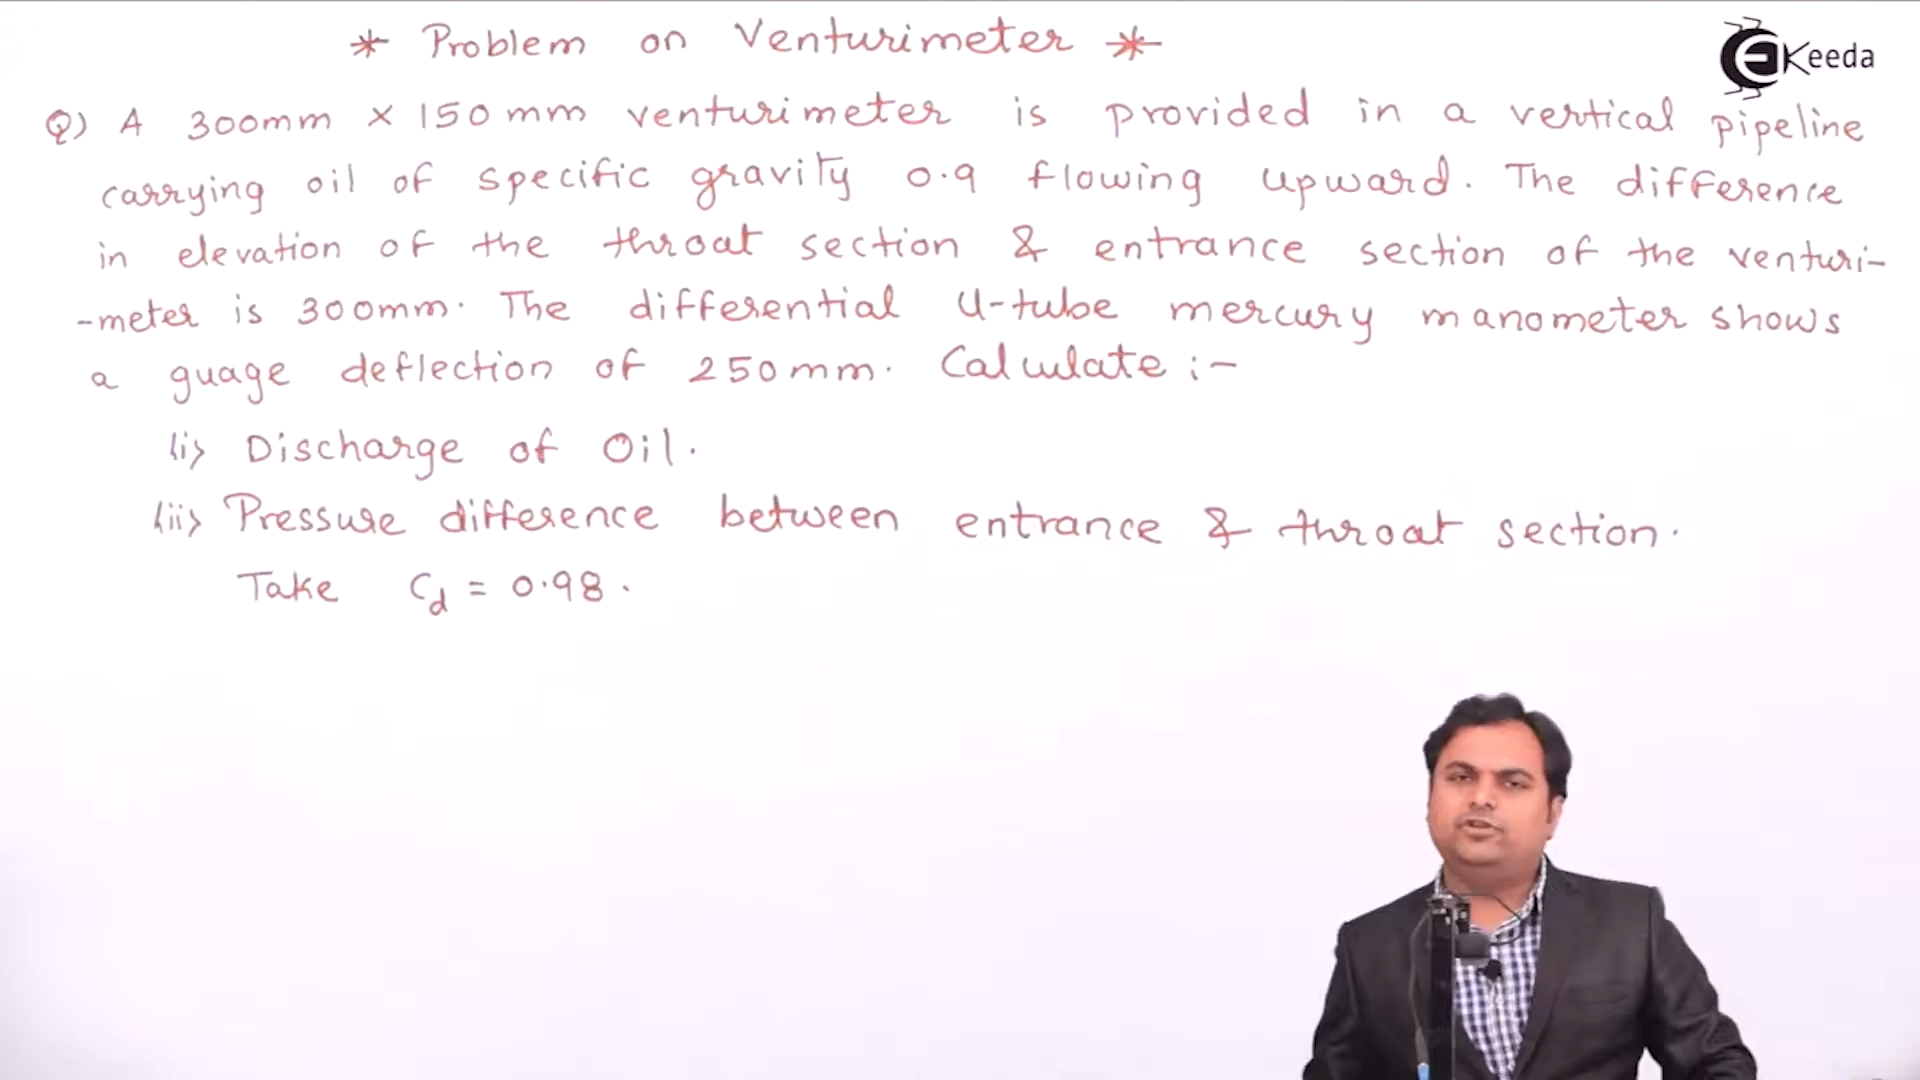 * Problem on Venturimeter *
EKeeda
Q) A 300mm x 150mm venturimeter is provided in a vertical pipeline
carrying oil of specific gravity 0.9 flowing upward. The difference
in elevation of the throat section & entrance section of the venturi-
-meter is 300mm. The differential U-tube mercury manometer shows
a guage deflection of 250mm. Calculate :-
(i) Discharge of Oil.
(ii) Pressure difference between entrance & throat section.
Take Cd = 0.98.